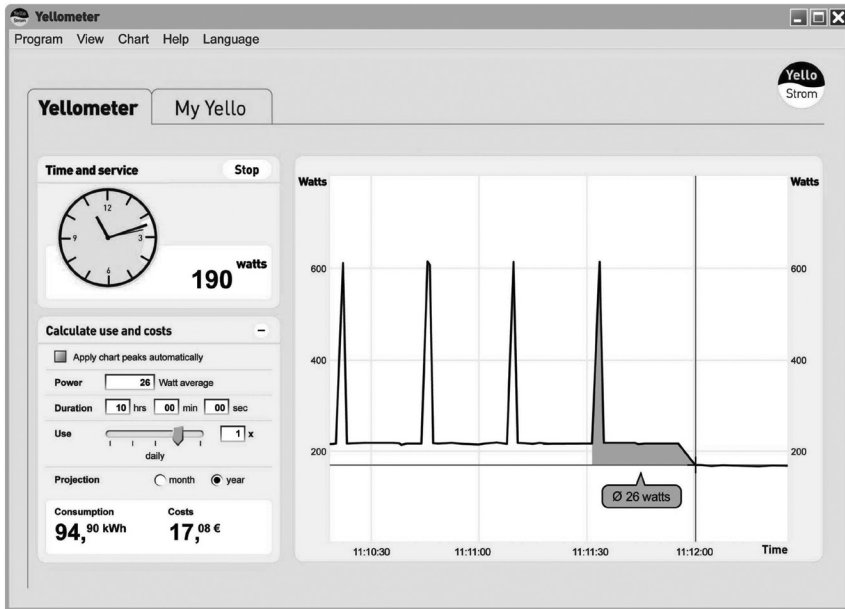 Yello
Strom
Yellometer
Program View Chart Help Language
Yello
Strom
Yellometer My Yello
Time and service Stop
12
9 3
6
190 watts
Calculate use and costs
Apply chart peaks automatically
Power 26 Watt average
Duration 10 hrs 00 min 00 sec
Use 1 x
daily
Projection month year
Consumption Costs
94,90 kWh 17,08 €
Watts Watts
600 600
400 400
200 200
Ø 26 watts
11:10:30 11:11:00 11:11:30 11:12:00 Time